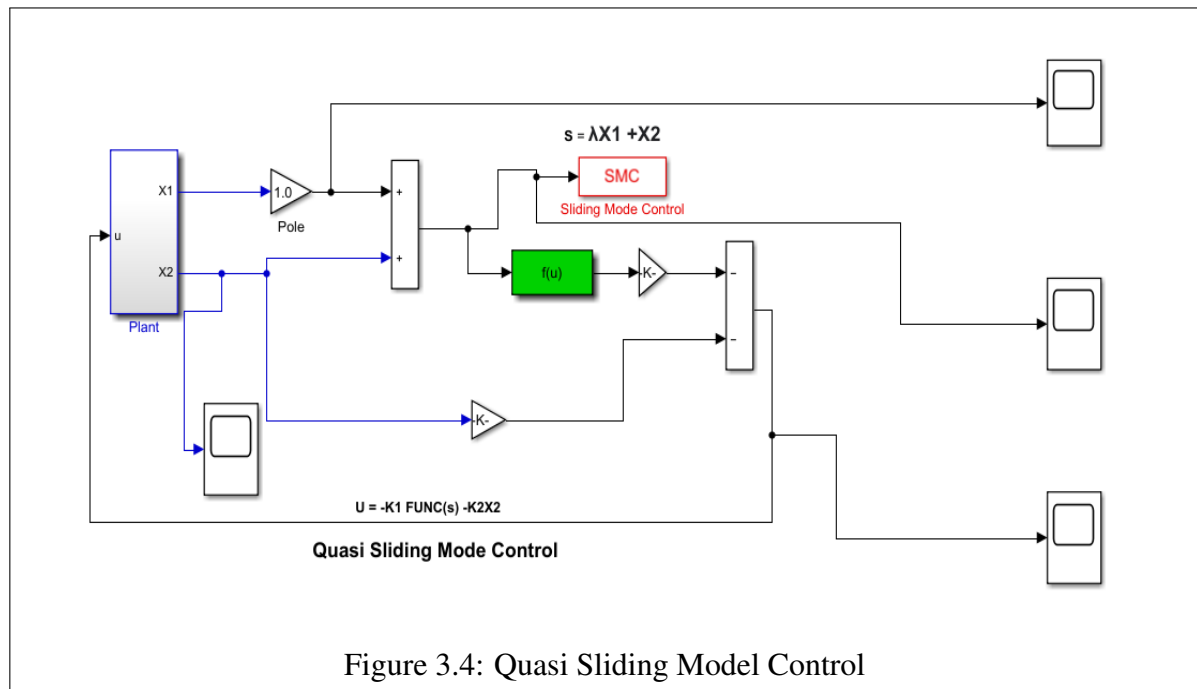 s = λX1 +X2
SMC
Sliding Mode Control
X1
1.0
Pole
+
u
+
X2
f(u)
-K-
-
Plant
-
-K-
U = -K1 FUNC(s) -K2X2
Quasi Sliding Mode Control
Figure 3.4: Quasi Sliding Model Control